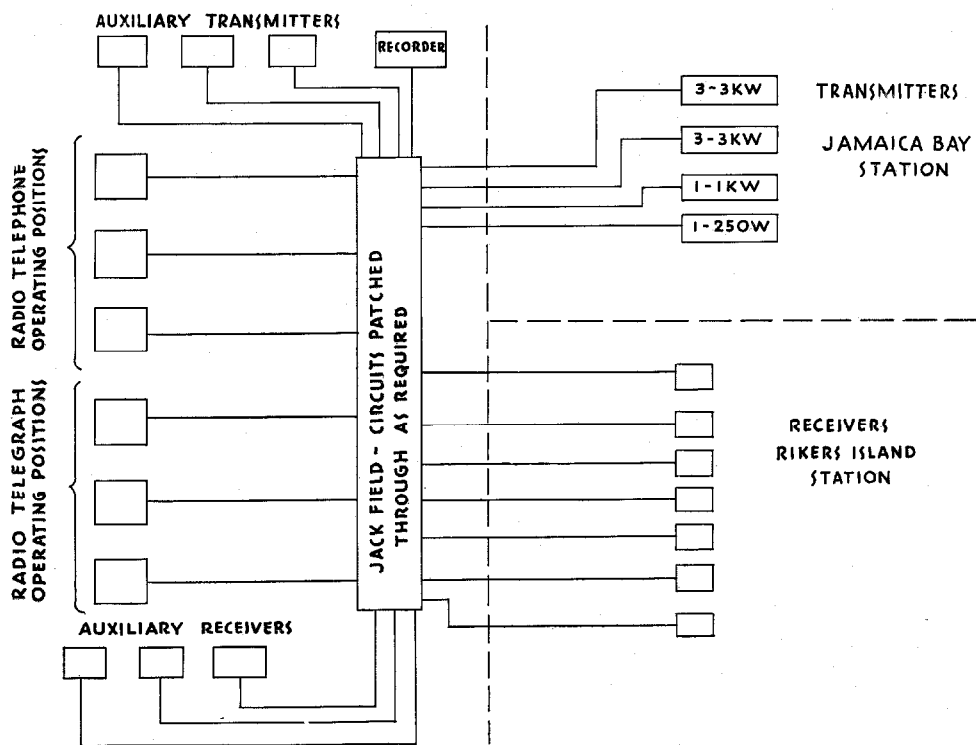 AUXILIARY TRANSMITTERS
RECORDER
3-3KW
TRANSMITTERS
3-3KW
JAMAICA BAY
STATION
1-1KW
1-250W
RADIO TELEPHONE
OPERATING POSITIONS
JACK FIELD - CIRCUITS PATCHED
THROUGH AS REQUIRED
RADIO TELEGRAPH
OPERATING POSITIONS
RECEIVERS
RIKERS ISLAND
STATION
AUXILIARY RECEIVERS